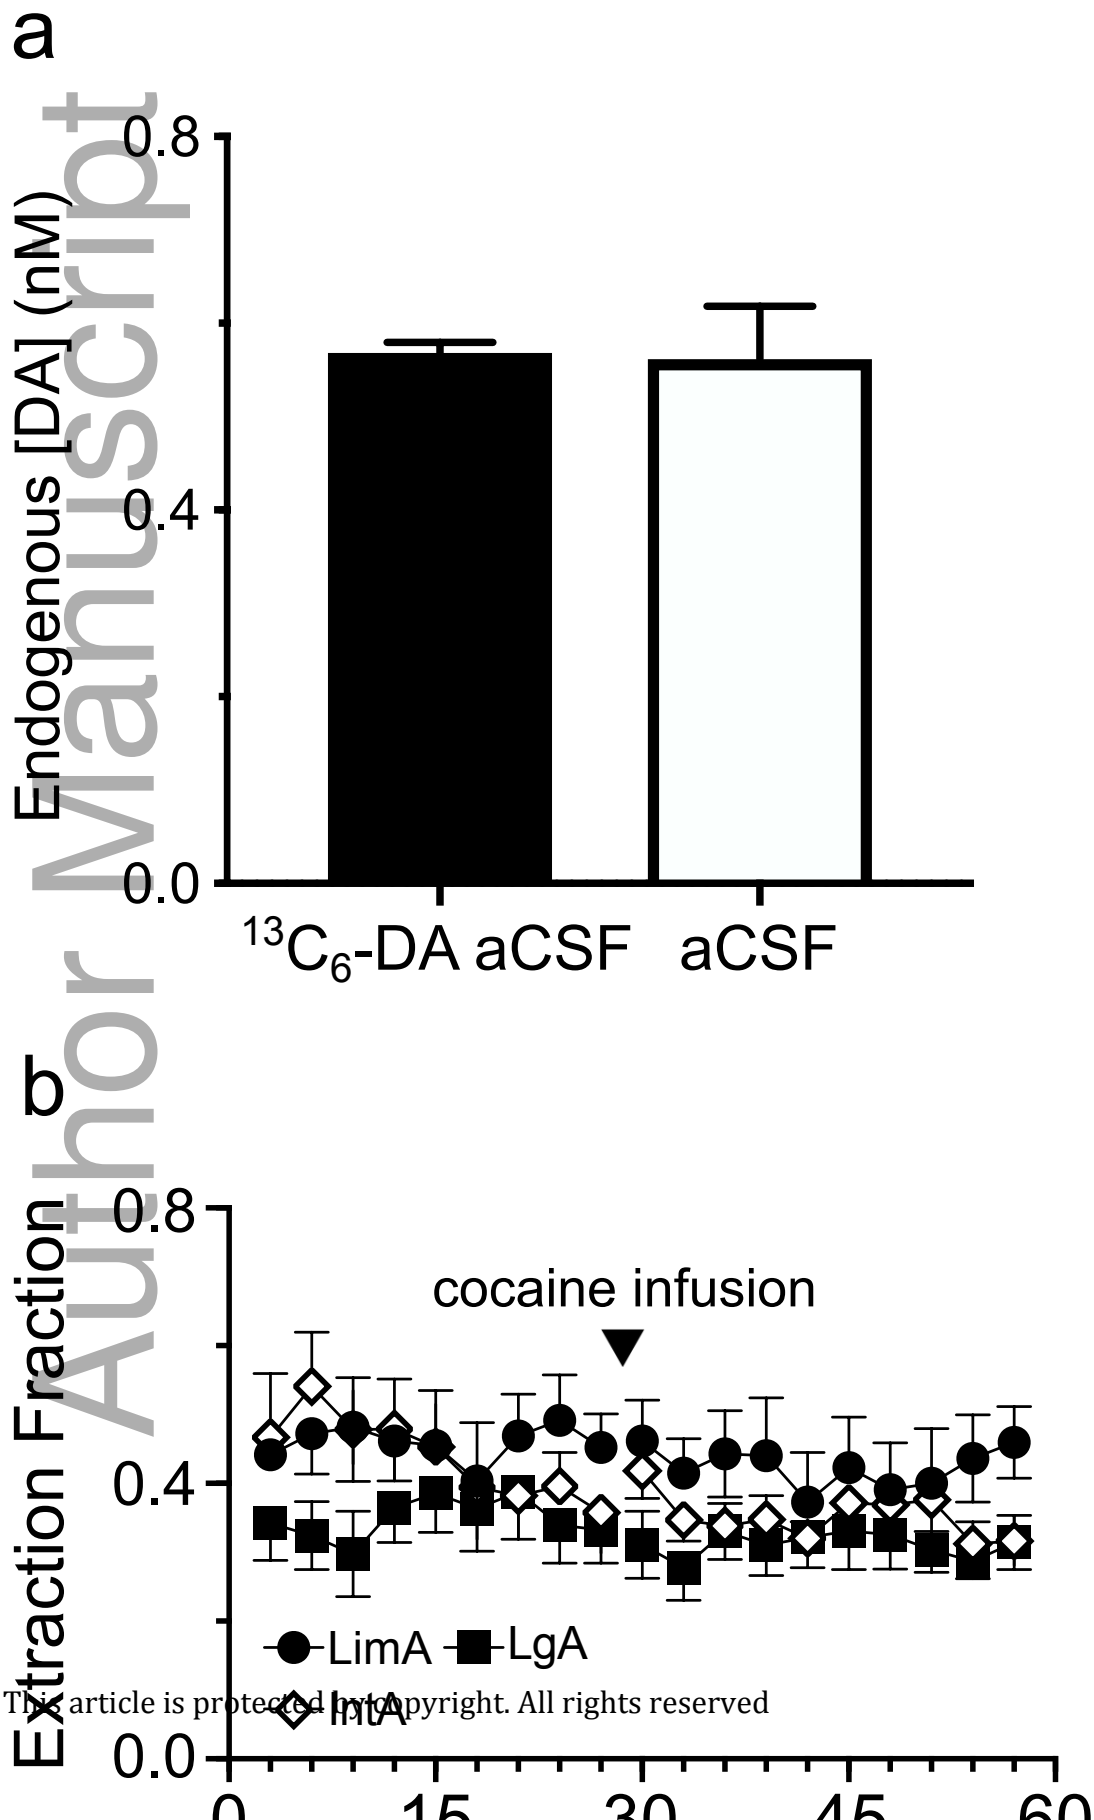 a
Author Manuscript
Endogenous [DA] (nM)
0.8
0.4
0.0
¹³C₆-DA aCSF
aCSF
b
Extraction Fraction
0.8
0.4
0.0
cocaine infusion
LimA
LgA
IntA
This article is protected by copyright. All rights reserved
0
15
30
45
60